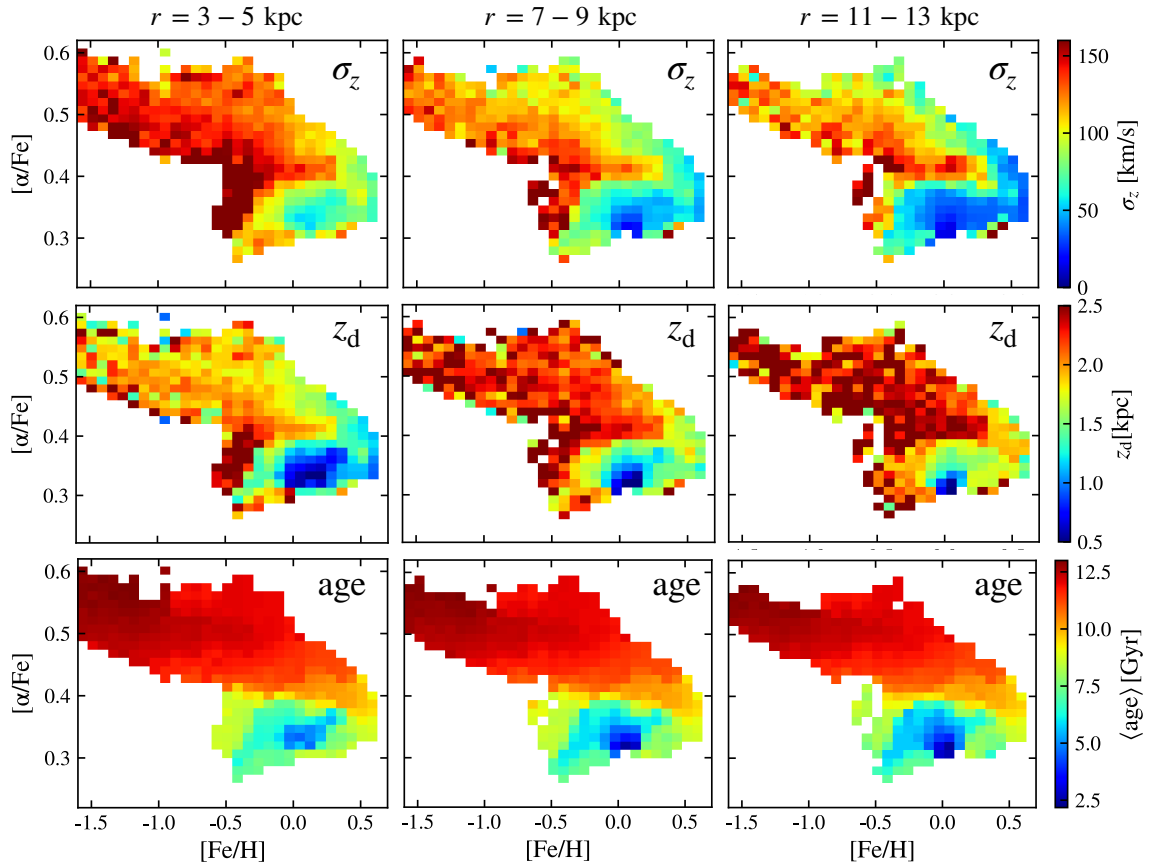 r = 3 − 5 kpc
r = 7 − 9 kpc
r = 11 − 13 kpc
0.6
0.5
0.4
0.3
[α/Fe]
σz
σz
σz
150
100
50
0
σz [km/s]
0.6
0.5
0.4
0.3
[α/Fe]
zd
zd
zd
2.5
2.0
1.5
1.0
0.5
zd[kpc]
0.6
0.5
0.4
0.3
[α/Fe]
age
age
age
12.5
10.0
7.5
5.0
2.5
⟨age⟩ [Gyr]
-1.5 -1.0 -0.5 0.0 0.5
-1.5 -1.0 -0.5 0.0 0.5
-1.5 -1.0 -0.5 0.0 0.5
[Fe/H]
[Fe/H]
[Fe/H]